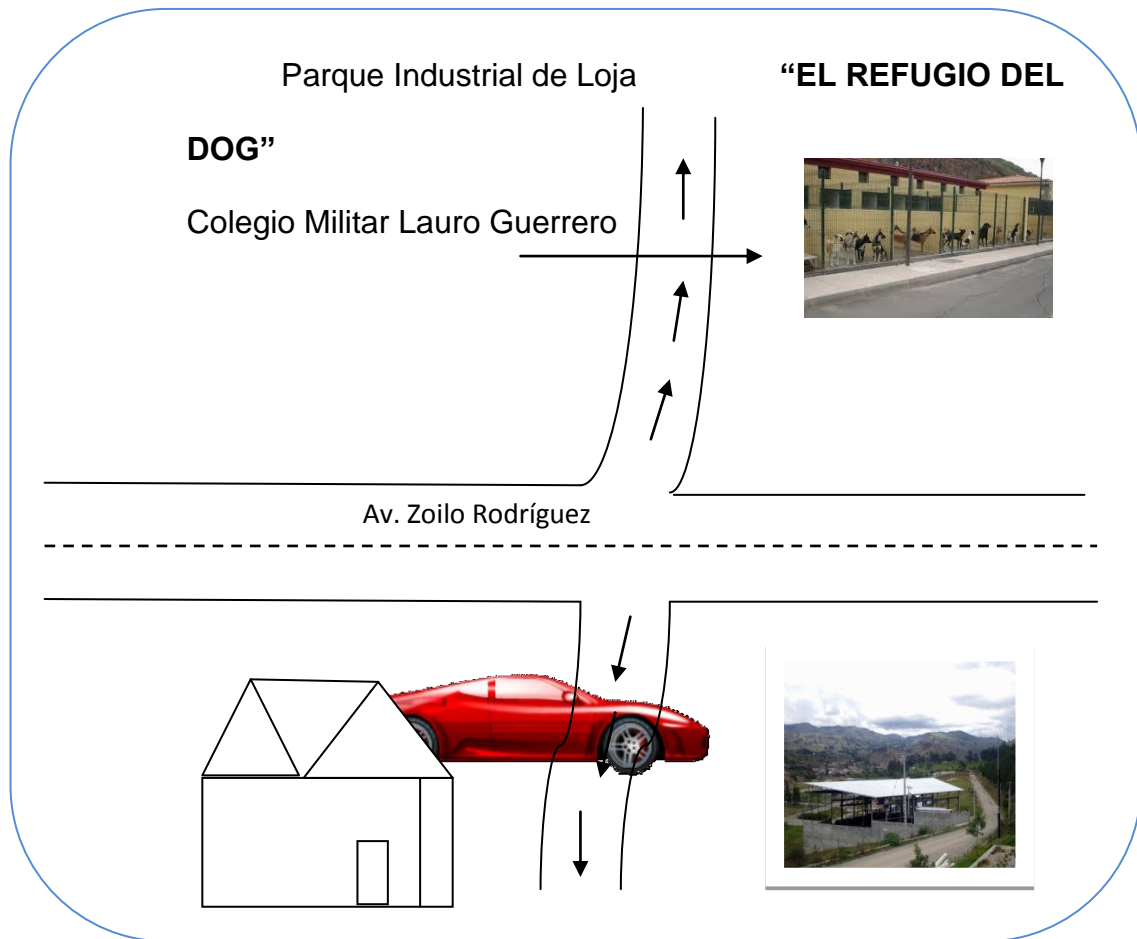 Parque Industrial de Loja “EL REFUGIO DEL
DOG”
Colegio Militar Lauro Guerrero
Av. Zoilo Rodríguez